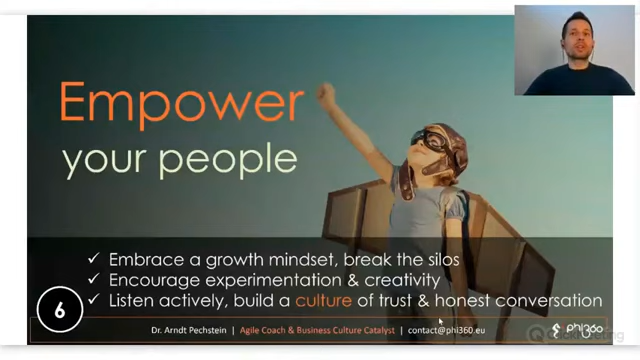 Empower
your people
✓ Embrace a growth mindset, break the silos
✓ Encourage experimentation & creativity
✓ Listen actively, build a culture of trust & honest conversation
6
Dr. Arndt Pechstein | Agile Coach & Business Culture Catalyst | contact@phi360.eu
phi360